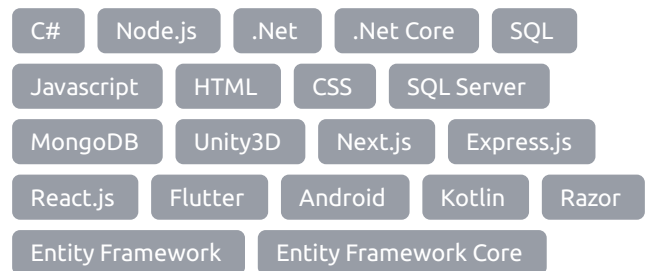 C# Node.js .Net .Net Core SQL
Javascript HTML CSS SQL Server
MongoDB Unity3D Next.js Express.js
React.js Flutter Android Kotlin Razor
Entity Framework Entity Framework Core